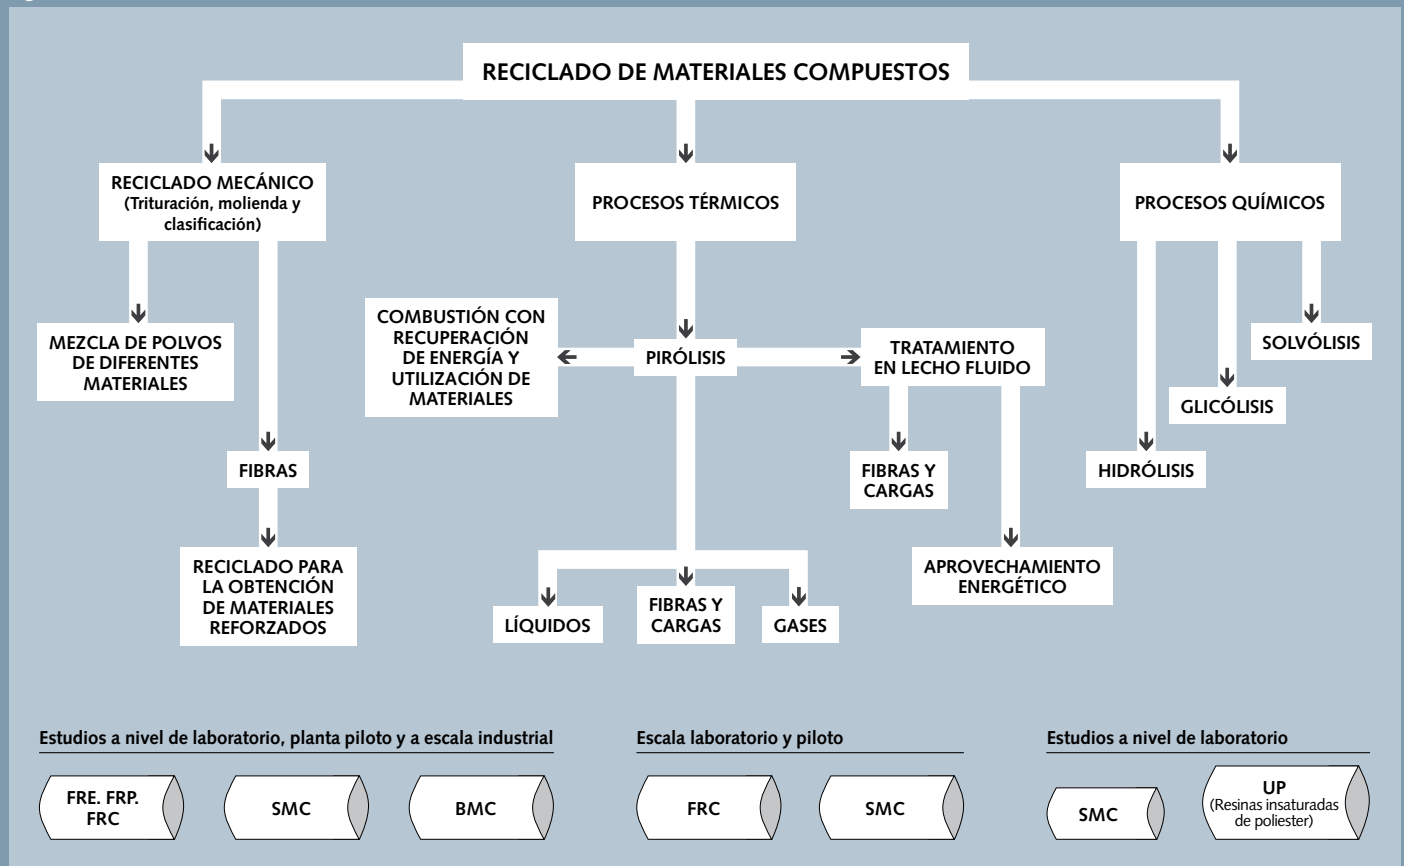 RECICLADO DE MATERIALES COMPUESTOS
RECICLADO MECÁNICO
(Trituración, molienda y
clasificación)
PROCESOS TÉRMICOS
PROCESOS QUÍMICOS
MEZCLA DE POLVOS
DE DIFERENTES
MATERIALES
COMBUSTIÓN CON
RECUPERACIÓN
DE ENERGÍA Y
UTILIZACIÓN DE
MATERIALES
PIRÓLISIS
TRATAMIENTO
EN LECHO FLUIDO
SOLVÓLISIS
GLICÓLISIS
HIDRÓLISIS
FIBRAS
FIBRAS Y
CARGAS
RECICLADO PARA
LA OBTENCIÓN
DE MATERIALES
REFORZADOS
APROVECHAMIENTO
ENERGÉTICO
LÍQUIDOS
FIBRAS Y
CARGAS
GASES
Estudios a nivel de laboratorio, planta piloto y a escala industrial
FRE. FRP.
FRC
SMC
BMC
Escala laboratorio y piloto
FRC
SMC
Estudios a nivel de laboratorio
SMC
UP
(Resinas insaturadas
de poliester)